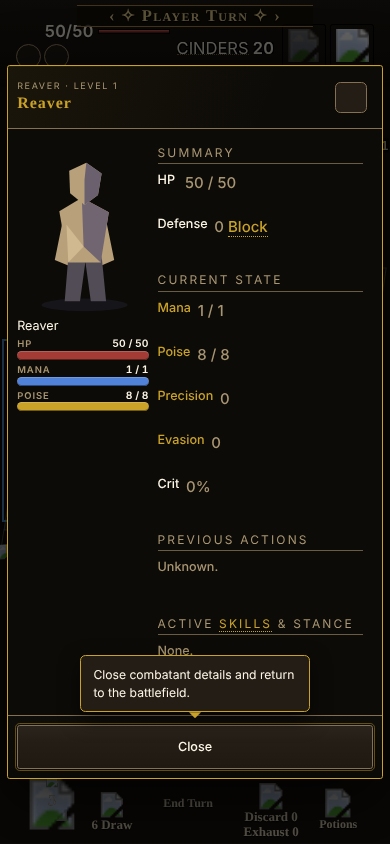 ‹ ✧ Player Turn ✧ ›
50/50
CINDERS 20
REAVER · LEVEL 1
Reaver
SUMMARY
HP 50 / 50
Defense 0 Block
CURRENT STATE
Mana 1 / 1
Poise 8 / 8
Precision 0
Evasion 0
Crit 0%
Reaver
HP 50 / 50
MANA 1 / 1
POISE 8 / 8
PREVIOUS ACTIONS
Unknown.
ACTIVE SKILLS & STANCE
None.
Close combatant details and return
to the battlefield.
Close
6 Draw
End Turn
Discard 0
Exhaust 0
Potions